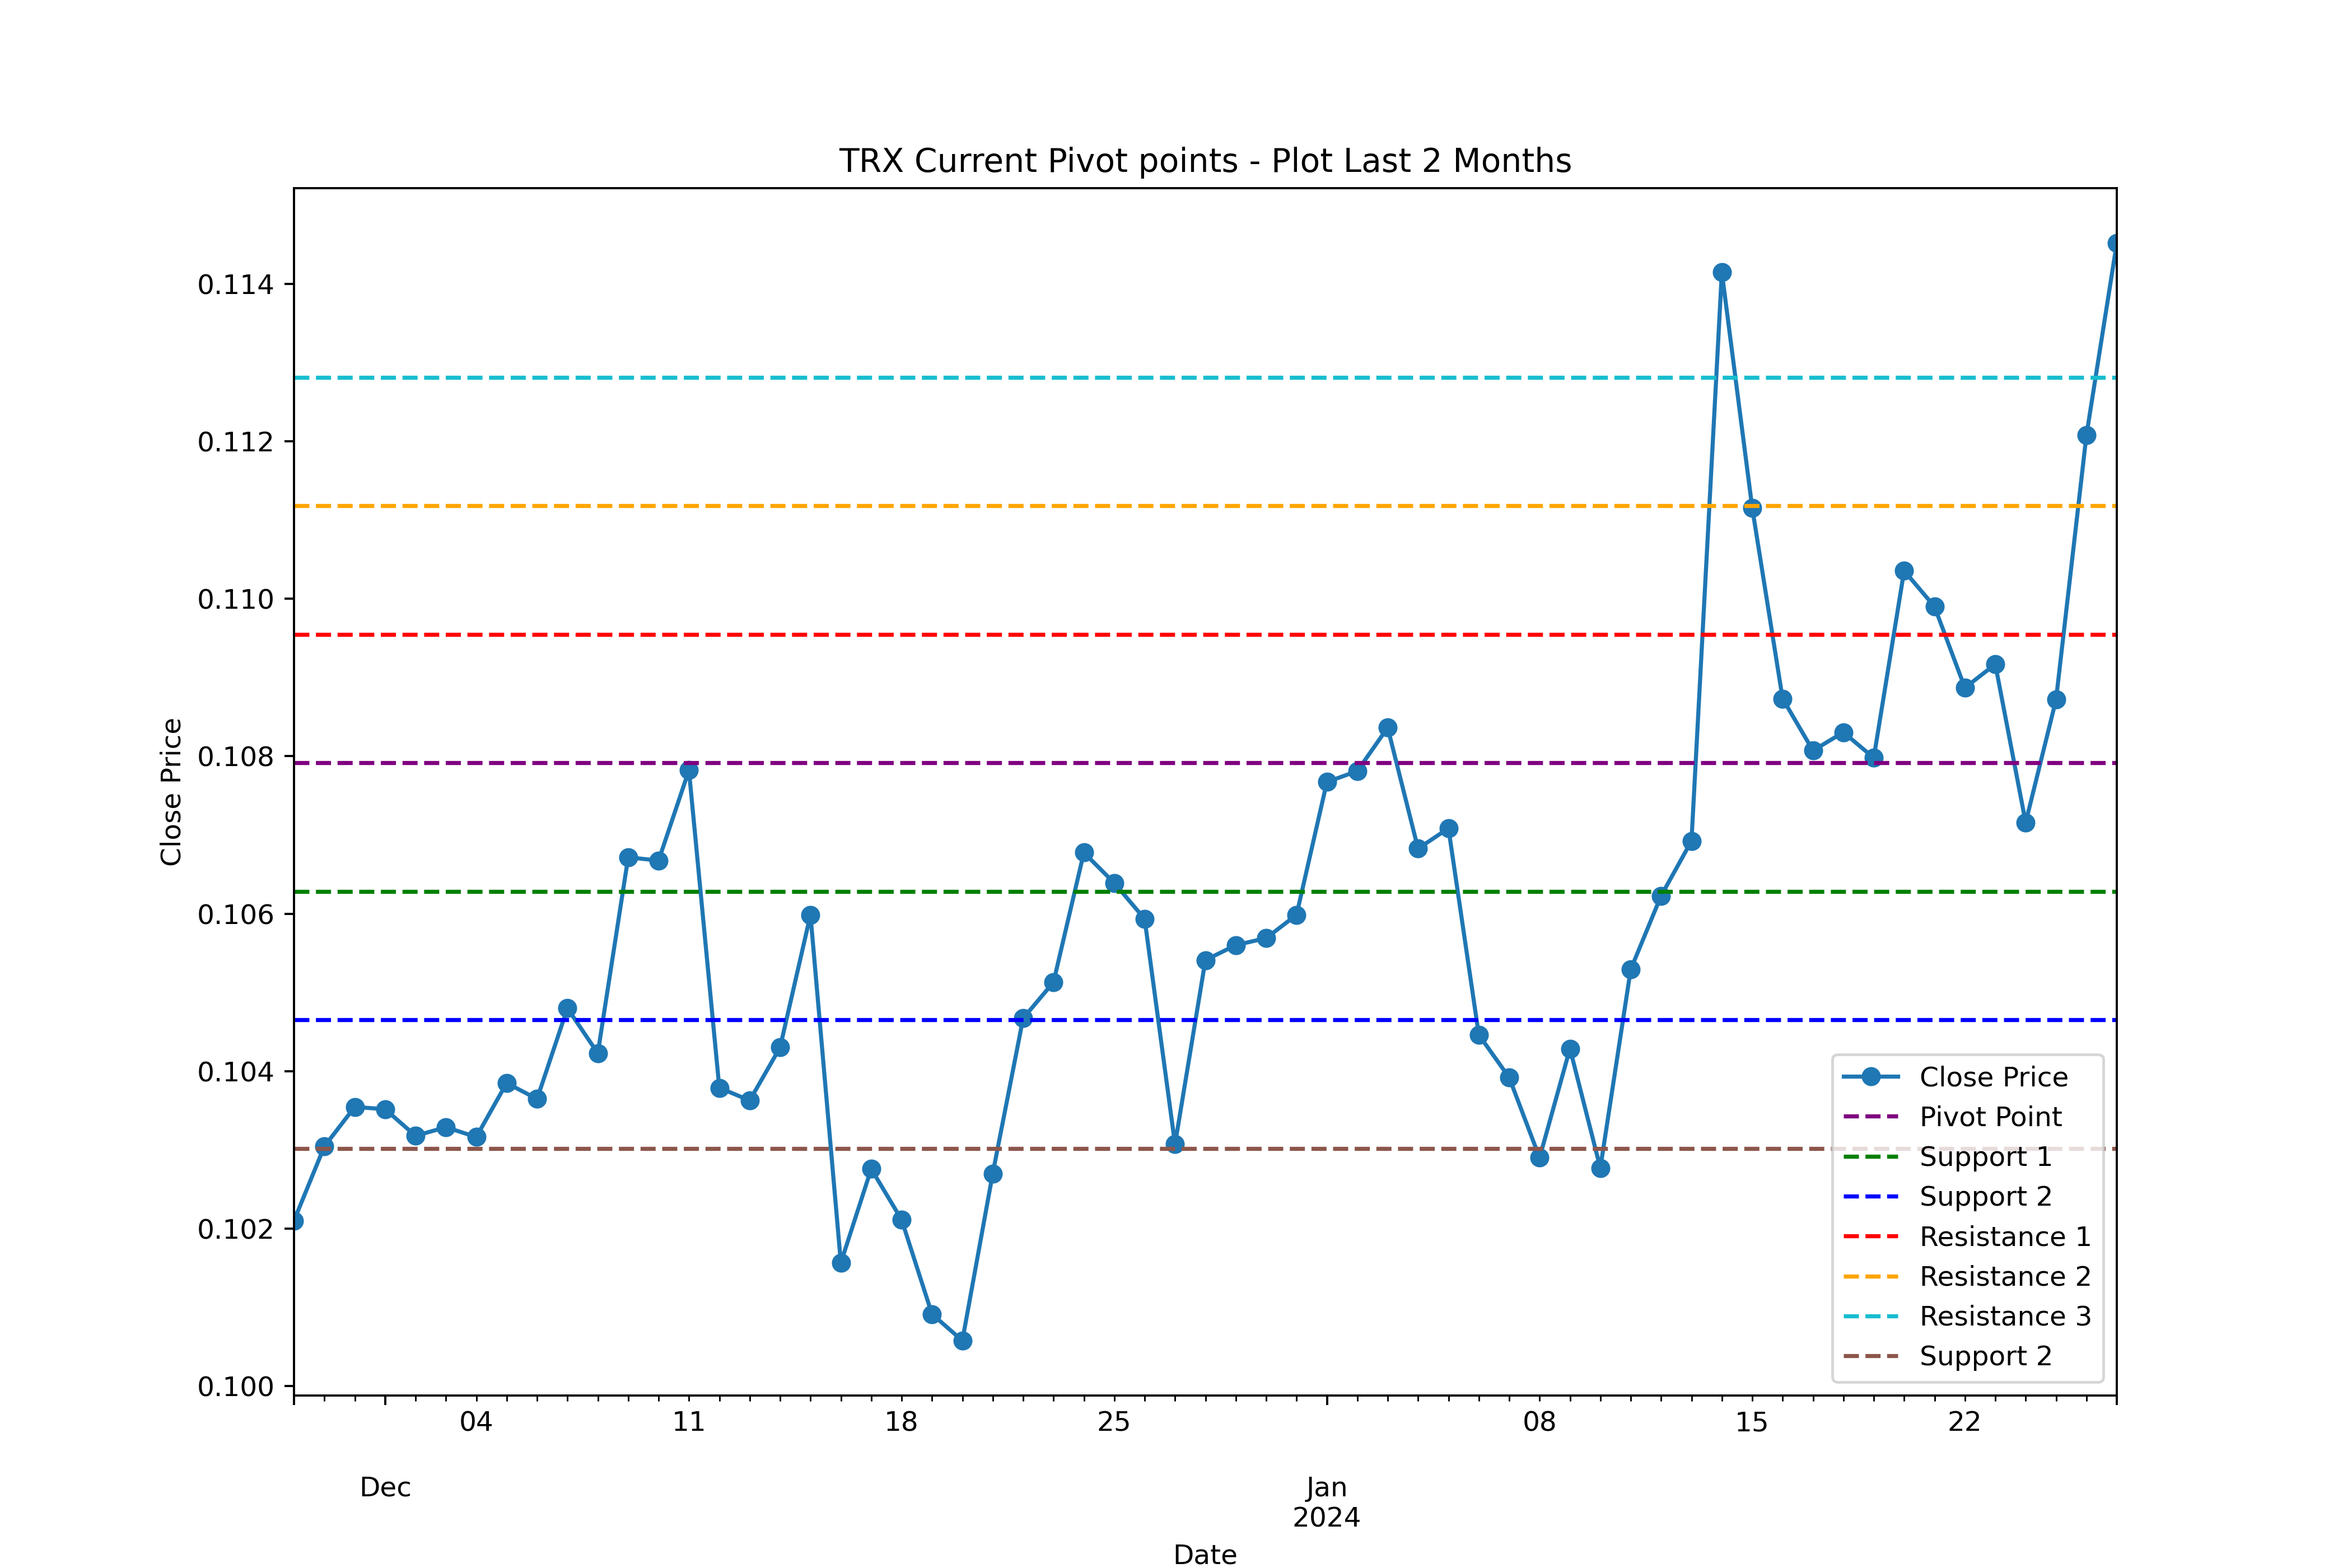 TRX Current Pivot points - Plot Last 2 Months
0.114
0.112
0.110
0.108
0.106
0.104
0.102
0.100
Close Price
Close Price
Pivot Point
Support 1
Support 2
Resistance 1
Resistance 2
Resistance 3
Support 2
04 11 18 25 08 15 22
Dec Jan
2024
Date